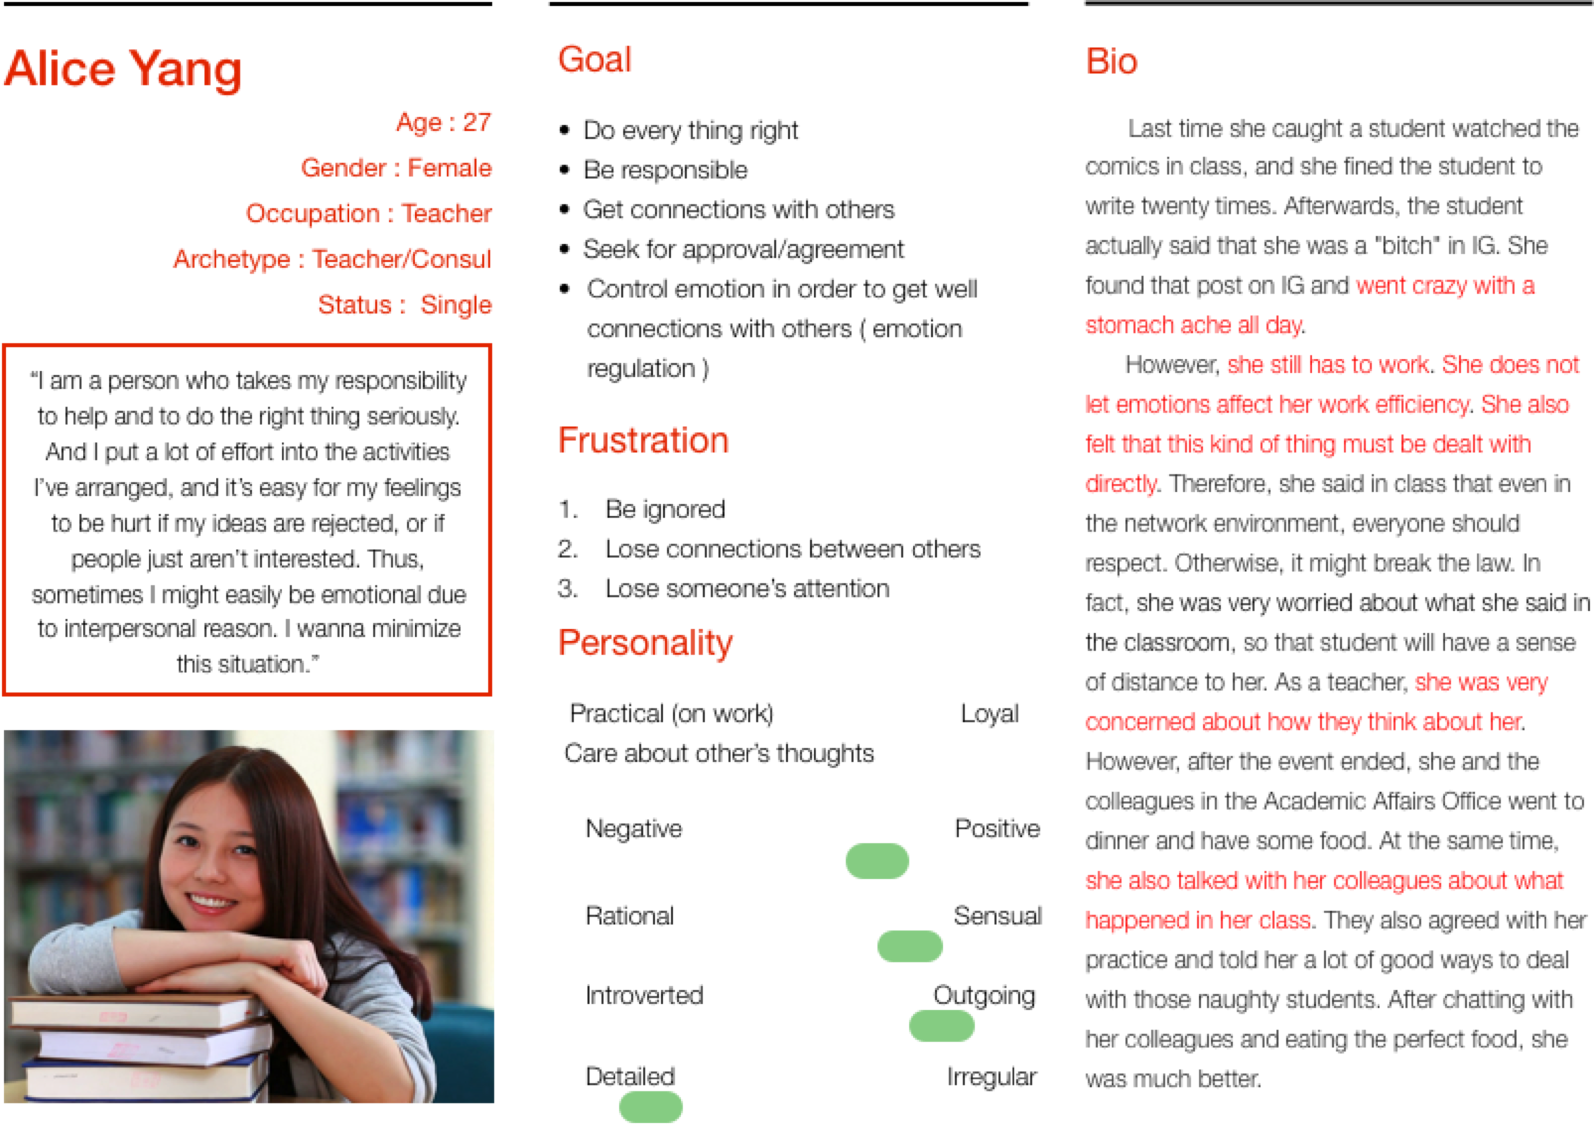 Alice Yang
Age : 27
Gender : Female
Occupation : Teacher
Archetype : Teacher/Consul
Status :  Single
“I am a person who takes my responsibility
to help and to do the right thing seriously.
And I put a lot of effort into the activities
I’ve arranged, and it’s easy for my feelings
to be hurt if my ideas are rejected, or if
people just aren’t interested. Thus,
sometimes I might easily be emotional due
to interpersonal reason. I wanna minimize
this situation.”
Goal
• Do every thing right
• Be responsible
• Get connections with others
• Seek for approval/agreement
• Control emotion in order to get well
connections with others ( emotion
regulation )
Frustration
1. Be ignored
2. Lose connections between others
3. Lose someone’s attention
Personality
Practical (on work) Loyal
Care about other’s thoughts
Negative Positive
Rational Sensual
Introverted Outgoing
Detailed Irregular
Bio
Last time she caught a student watched the
comics in class, and she fined the student to
write twenty times. Afterwards, the student
actually said that she was a "bitch" in IG. She
found that post on IG and went crazy with a
stomach ache all day.
However, she still has to work. She does not
let emotions affect her work efficiency. She also
felt that this kind of thing must be dealt with
directly. Therefore, she said in class that even in
the network environment, everyone should
respect. Otherwise, it might break the law. In
fact, she was very worried about what she said in
the classroom, so that student will have a sense
of distance to her. As a teacher, she was very
concerned about how they think about her.
However, after the event ended, she and the
colleagues in the Academic Affairs Office went to
dinner and have some food. At the same time,
she also talked with her colleagues about what
happened in her class. They also agreed with her
practice and told her a lot of good ways to deal
with those naughty students. After chatting with
her colleagues and eating the perfect food, she
was much better.